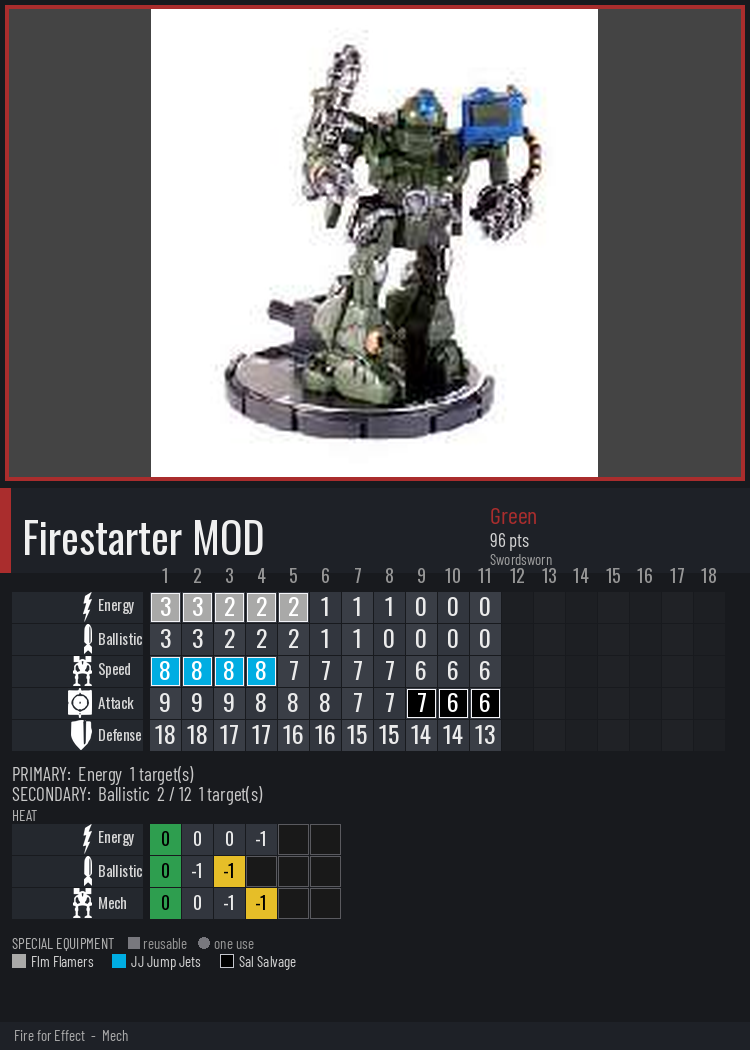 Firestarter MOD
Green
96 pts
Swordsworn
1 2 3 4 5 6 7 8 9 10 11 12 13 14 15 16 17 18
Energy 3 3 2 2 2 1 1 1 0 0 0
Ballistic 3 3 2 2 2 1 1 0 0 0 0
Speed 8 8 8 8 7 7 7 7 6 6 6
Attack 9 9 9 8 8 8 7 7 7 6 6
Defense 18 18 17 17 16 16 15 15 14 14 13
PRIMARY: Energy 1 target(s)
SECONDARY: Ballistic 2 / 12 1 target(s)
HEAT
Energy 0 0 0 -1
Ballistic 0 -1 -1
Mech 0 0 -1 -1
SPECIAL EQUIPMENT reusable one use
Flm Flamers JJ Jump Jets Sal Salvage
Fire for Effect - Mech